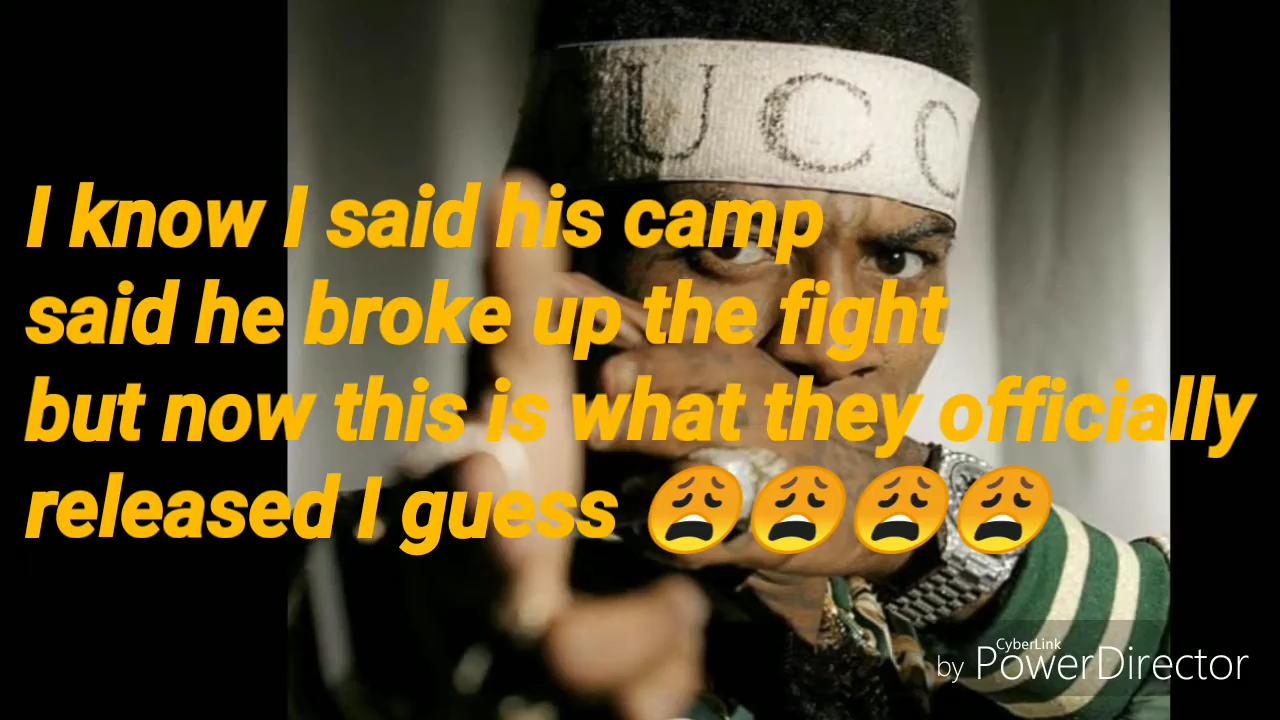 UCC
I know I said his camp
said he broke up the fight
but now this is what they officially
released I guess 😩😩😩😩
CyberLink
by PowerDirector